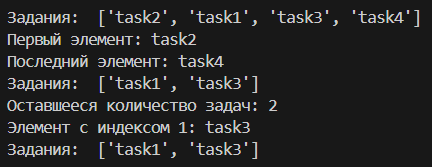 Задания:  ['task2', 'task1', 'task3', 'task4']
Первый элемент: task2
Последний элемент: task4
Задания:  ['task1', 'task3']
Оставшееся количество задач: 2
Элемент с индексом 1: task3
Задания:  ['task1', 'task3']